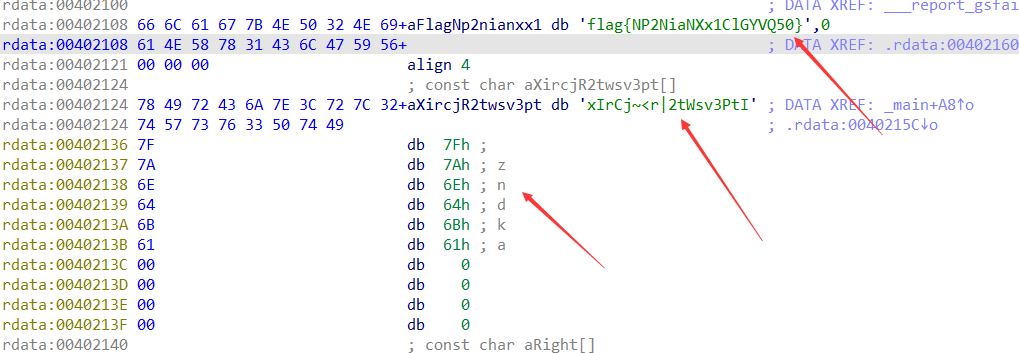 rdata:00402100 ; DATA XREF: ___report_gsfai
rdata:00402108 66 6C 61 67 7B 4E 50 32 4E 69+aFlagNp2nianxx1 db 'flag{NP2NiaNXx1ClGYVQ50}',0
rdata:00402108 61 4E 58 78 31 43 6C 47 59 56+ ; DATA XREF: .rdata:00402160
rdata:00402121 00 00 00 align 4
rdata:00402124 ; const char aXircjR2twsv3pt[]
rdata:00402124 78 49 72 43 6A 7E 3C 72 7C 32+aXircjR2twsv3pt db 'xIrCj~<r|2tWsv3PtI' ; DATA XREF: _main+A8↑o
rdata:00402124 74 57 73 76 33 50 74 49 ; .rdata:0040215C↓o
rdata:00402136 7F db 7Fh ;
rdata:00402137 7A db 7Ah ; z
rdata:00402138 6E db 6Eh ; n
rdata:00402139 64 db 64h ; d
rdata:0040213A 6B db 6Bh ; k
rdata:0040213B 61 db 61h ; a
rdata:0040213C 00 db 0
rdata:0040213D 00 db 0
rdata:0040213E 00 db 0
rdata:0040213F 00 db 0
rdata:00402140 ; const char aRight[]